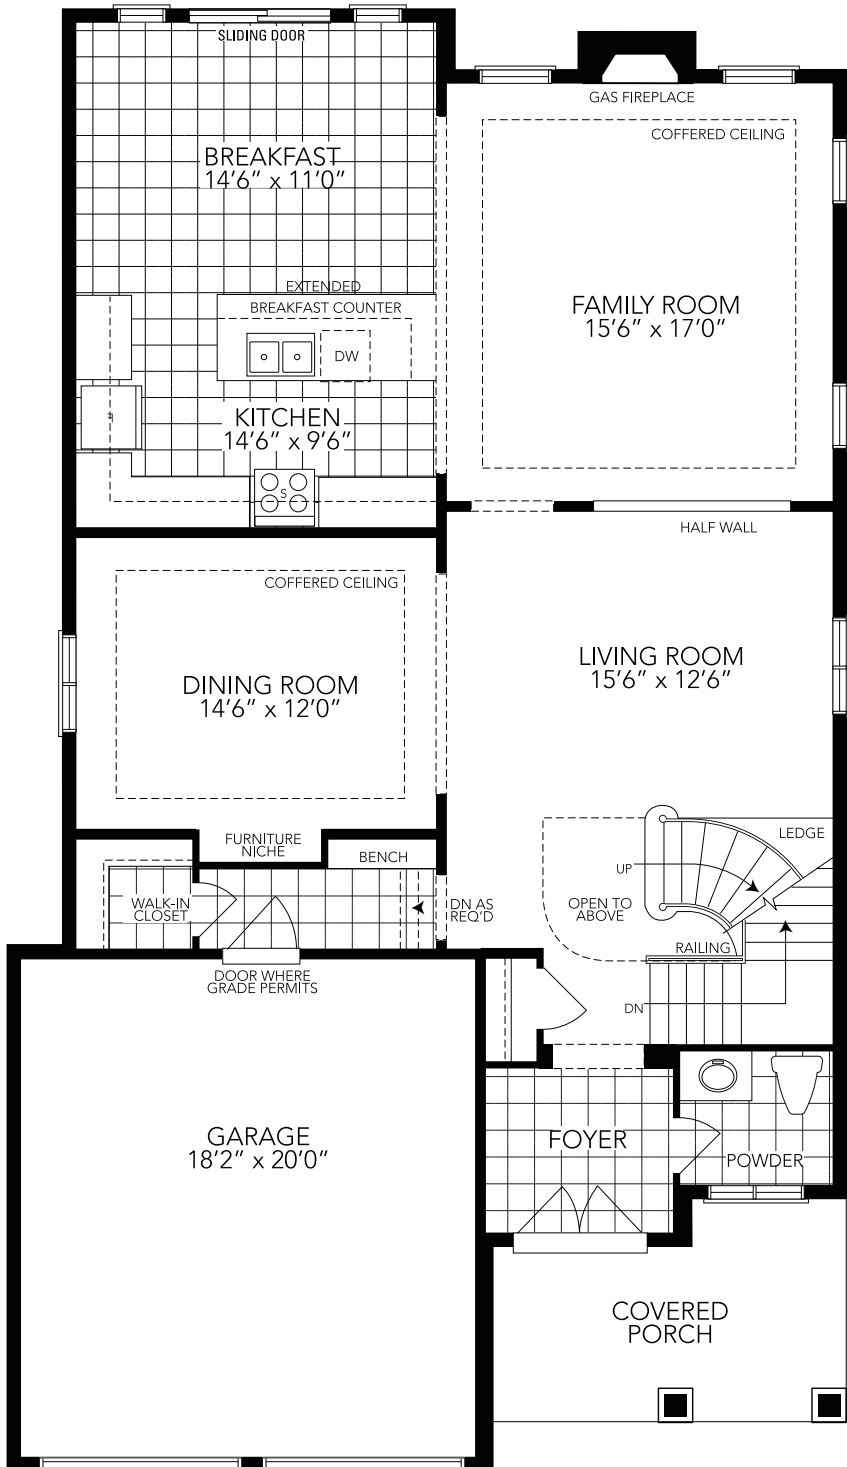 SLIDING DOOR
GAS FIREPLACE
COFFERED CEILING
BREAKFAST
14'6" x 11'0"
EXTENDED
BREAKFAST COUNTER
FAMILY ROOM
15'6" x 17'0"
DW
KITCHEN
14'6" x 9'6"
S
HALF WALL
COFFERED CEILING
LIVING ROOM
15'6" x 12'6"
DINING ROOM
14'6" x 12'0"
FURNITURE
NICHE
BENCH
LEDGE
UP
WALK-IN
CLOSET
DN AS
REQ'D
OPEN TO
ABOVE
RAILING
DOOR WHERE
GRADE PERMITS
DN
GARAGE
18'2" x 20'0"
FOYER
POWDER
COVERED
PORCH